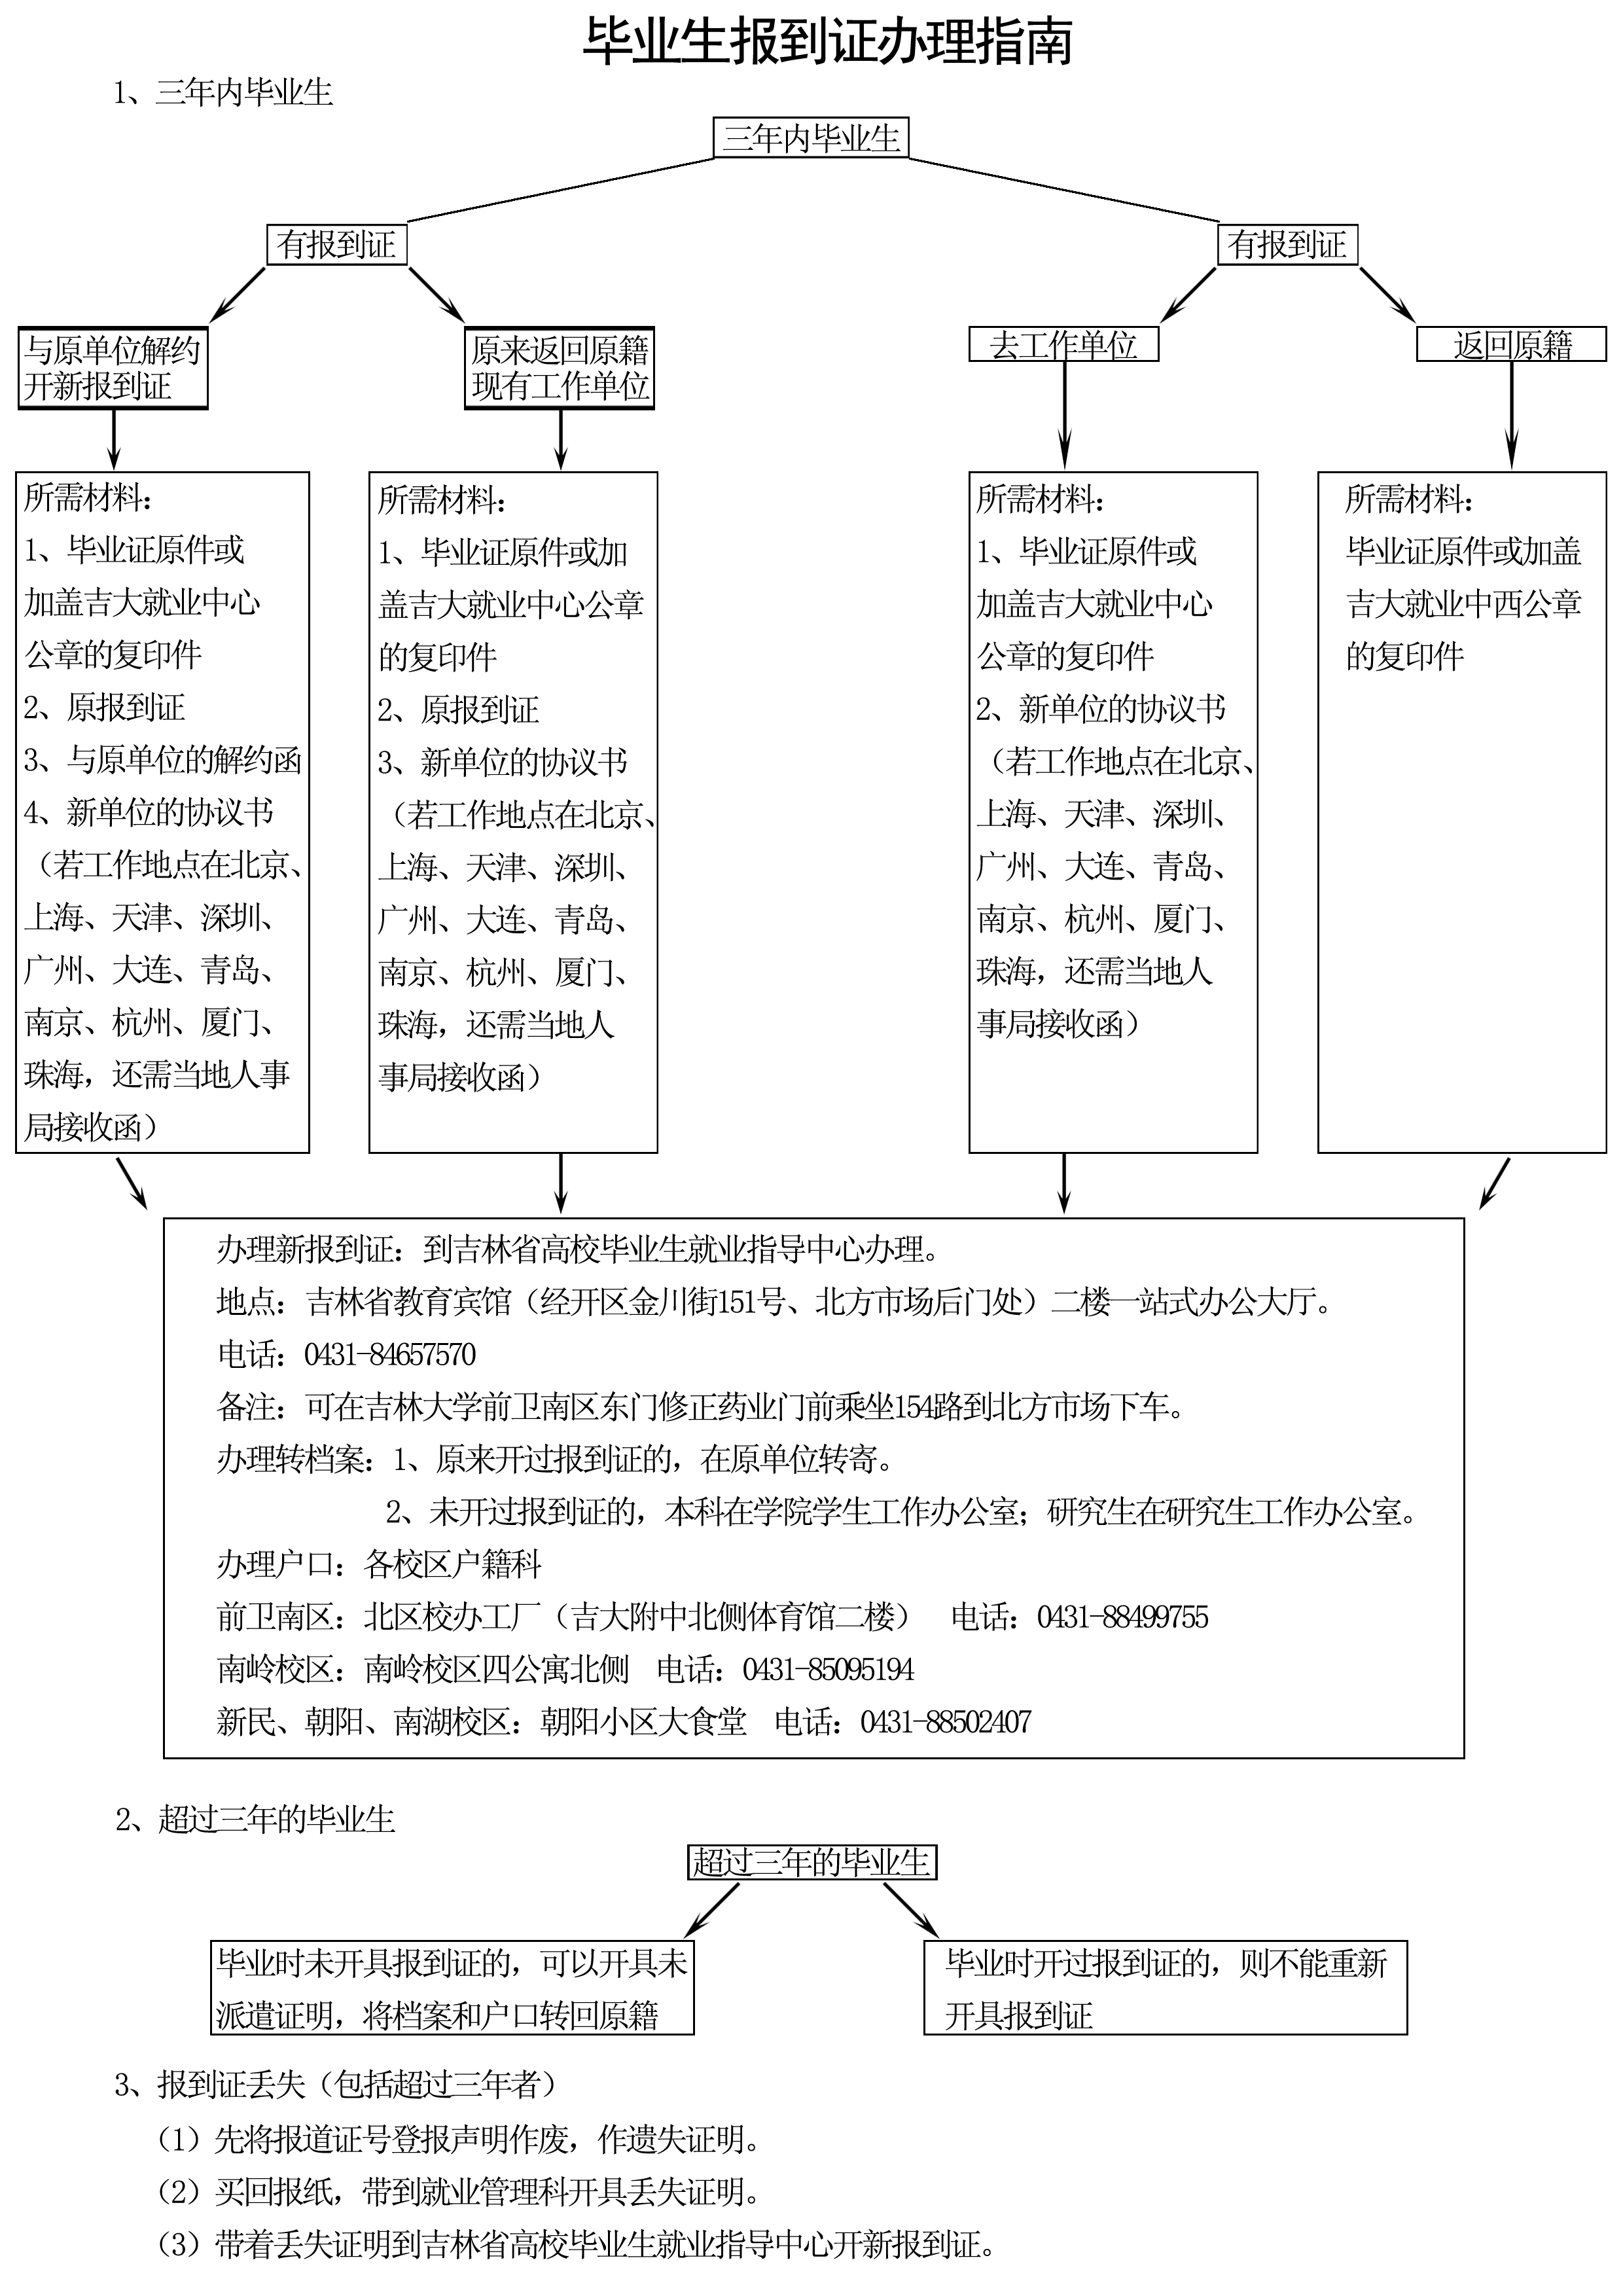 毕业生报到证办理指南
1、三年内毕业生
三年内毕业生
有报到证
有报到证
与原单位解约
开新报到证
原来返回原籍
现有工作单位
去工作单位
返回原籍
所需材料：
1、毕业证原件或
加盖吉大就业中心
公章的复印件
2、原报到证
3、与原单位的解约函
4、新单位的协议书
（若工作地点在北京、
上海、天津、深圳、
广州、大连、青岛、
南京、杭州、厦门、
珠海，还需当地人事
局接收函）
所需材料：
1、毕业证原件或加
盖吉大就业中心公章
的复印件
2、原报到证
3、新单位的协议书
（若工作地点在北京、
上海、天津、深圳、
广州、大连、青岛、
南京、杭州、厦门、
珠海，还需当地人
事局接收函）
所需材料：
1、毕业证原件或
加盖吉大就业中心
公章的复印件
2、新单位的协议书
（若工作地点在北京、
上海、天津、深圳、
广州、大连、青岛、
南京、杭州、厦门、
珠海，还需当地人
事局接收函）
所需材料：
毕业证原件或加盖
吉大就业中西公章
的复印件
办理新报到证：到吉林省高校毕业生就业指导中心办理。
地点：吉林省教育宾馆（经开区金川街151号、北方市场后门处）二楼一站式办公大厅。
电话：0431-84657570
备注：可在吉林大学前卫南区东门修正药业门前乘坐154路到北方市场下车。
办理转档案：1、原来开过报到证的，在原单位转寄。
2、未开过报到证的，本科在学院学生工作办公室；研究生在研究生工作办公室。
办理户口：各校区户籍科
前卫南区：北区校办工厂（吉大附中北侧体育馆二楼） 电话：0431-88499755
南岭校区：南岭校区四公寓北侧 电话：0431-85095194
新民、朝阳、南湖校区：朝阳小区大食堂 电话：0431-88502407
2、超过三年的毕业生
超过三年的毕业生
毕业时未开具报到证的，可以开具未
派遣证明，将档案和户口转回原籍
毕业时开过报到证的，则不能重新
开具报到证
3、报到证丢失（包括超过三年者）
（1）先将报道证号登报声明作废，作遗失证明。
（2）买回报纸，带到就业管理科开具丢失证明。
（3）带着丢失证明到吉林省高校毕业生就业指导中心开新报到证。